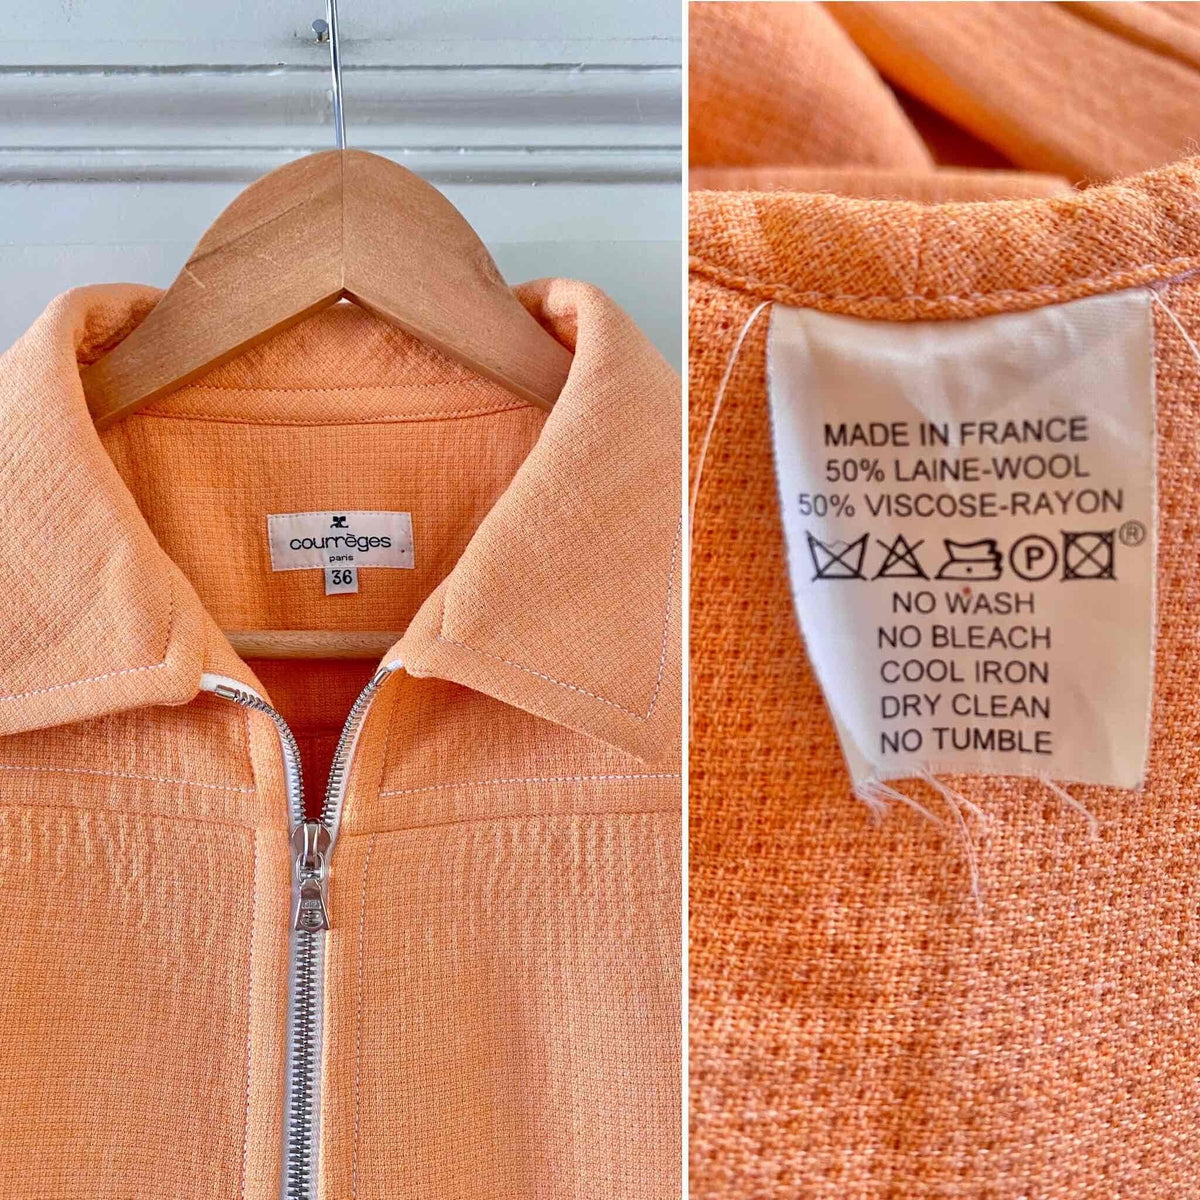 courrèges
paris
36
MADE IN FRANCE
50% LAINE-WOOL
50% VISCOSE-RAYON
P ®
NO WASH
NO BLEACH
COOL IRON
DRY CLEAN
NO TUMBLE